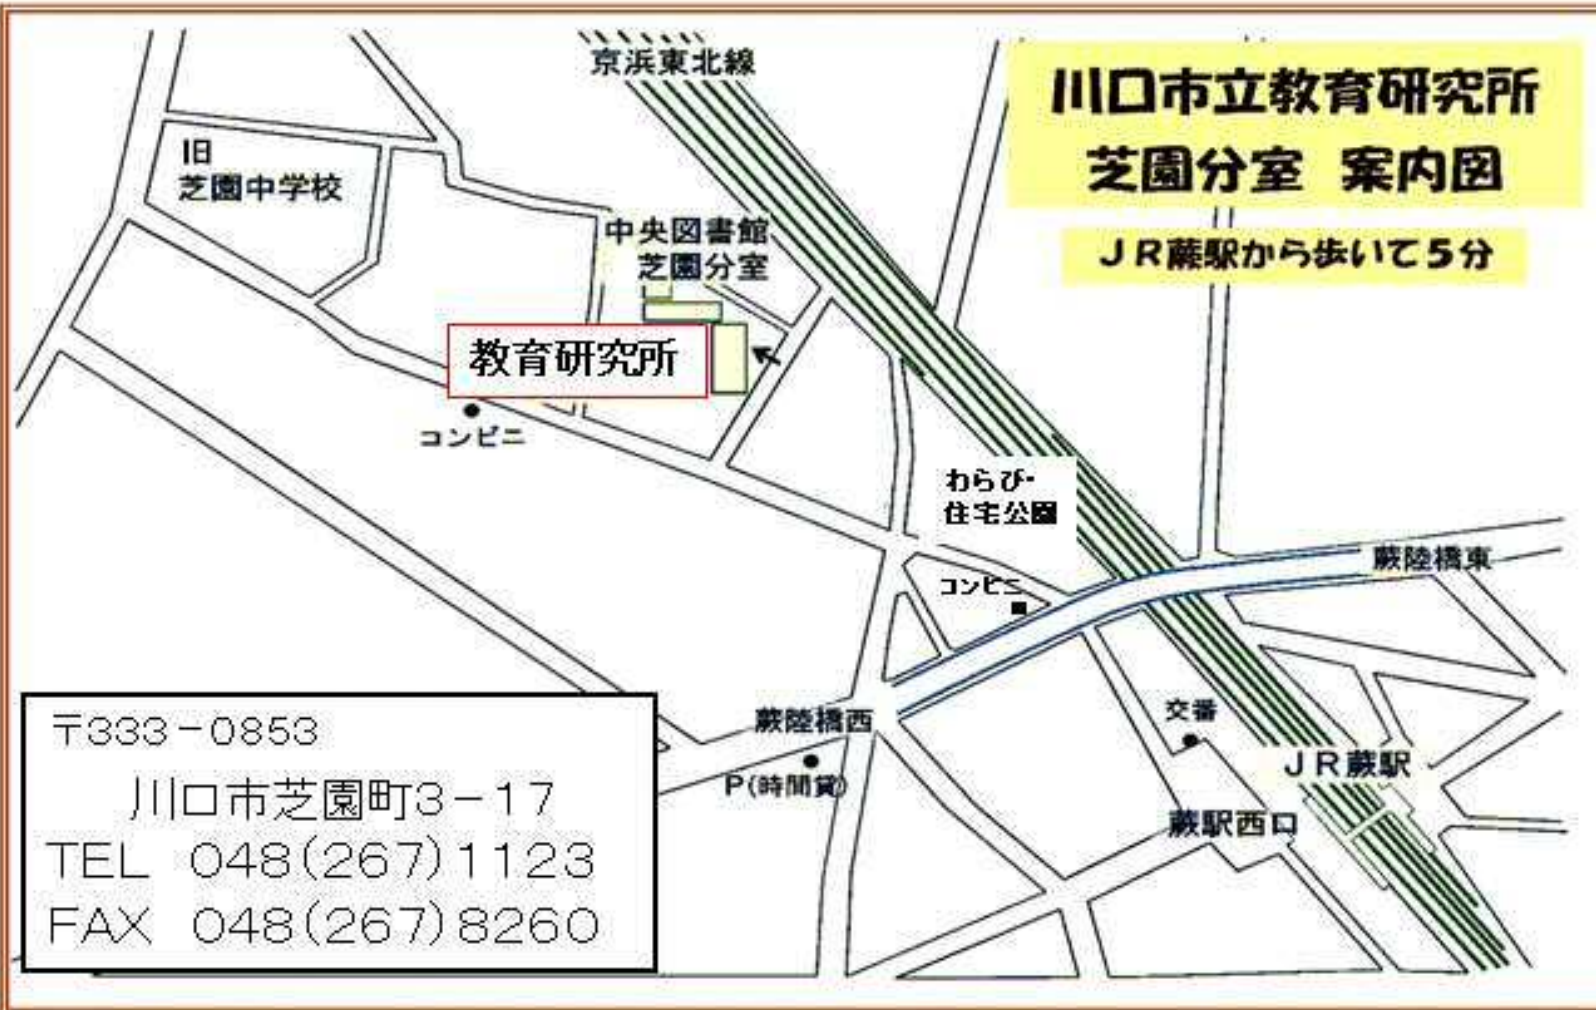 京浜東北線
川口市立教育研究所
芝園分室 案内図
JR蕨駅から歩いて5分
旧
芝園中学校
中央図書館
芝園分室
教育研究所
コンビニ
わらび・
住宅公園
コンビニ
蕨陸橋東
蕨陸橋西
P(時間貸)
交番
JR蕨駅
蕨駅西口
〒333-0853
川口市芝園町3-17
TEL 048(267)1123
FAX 048(267)8260